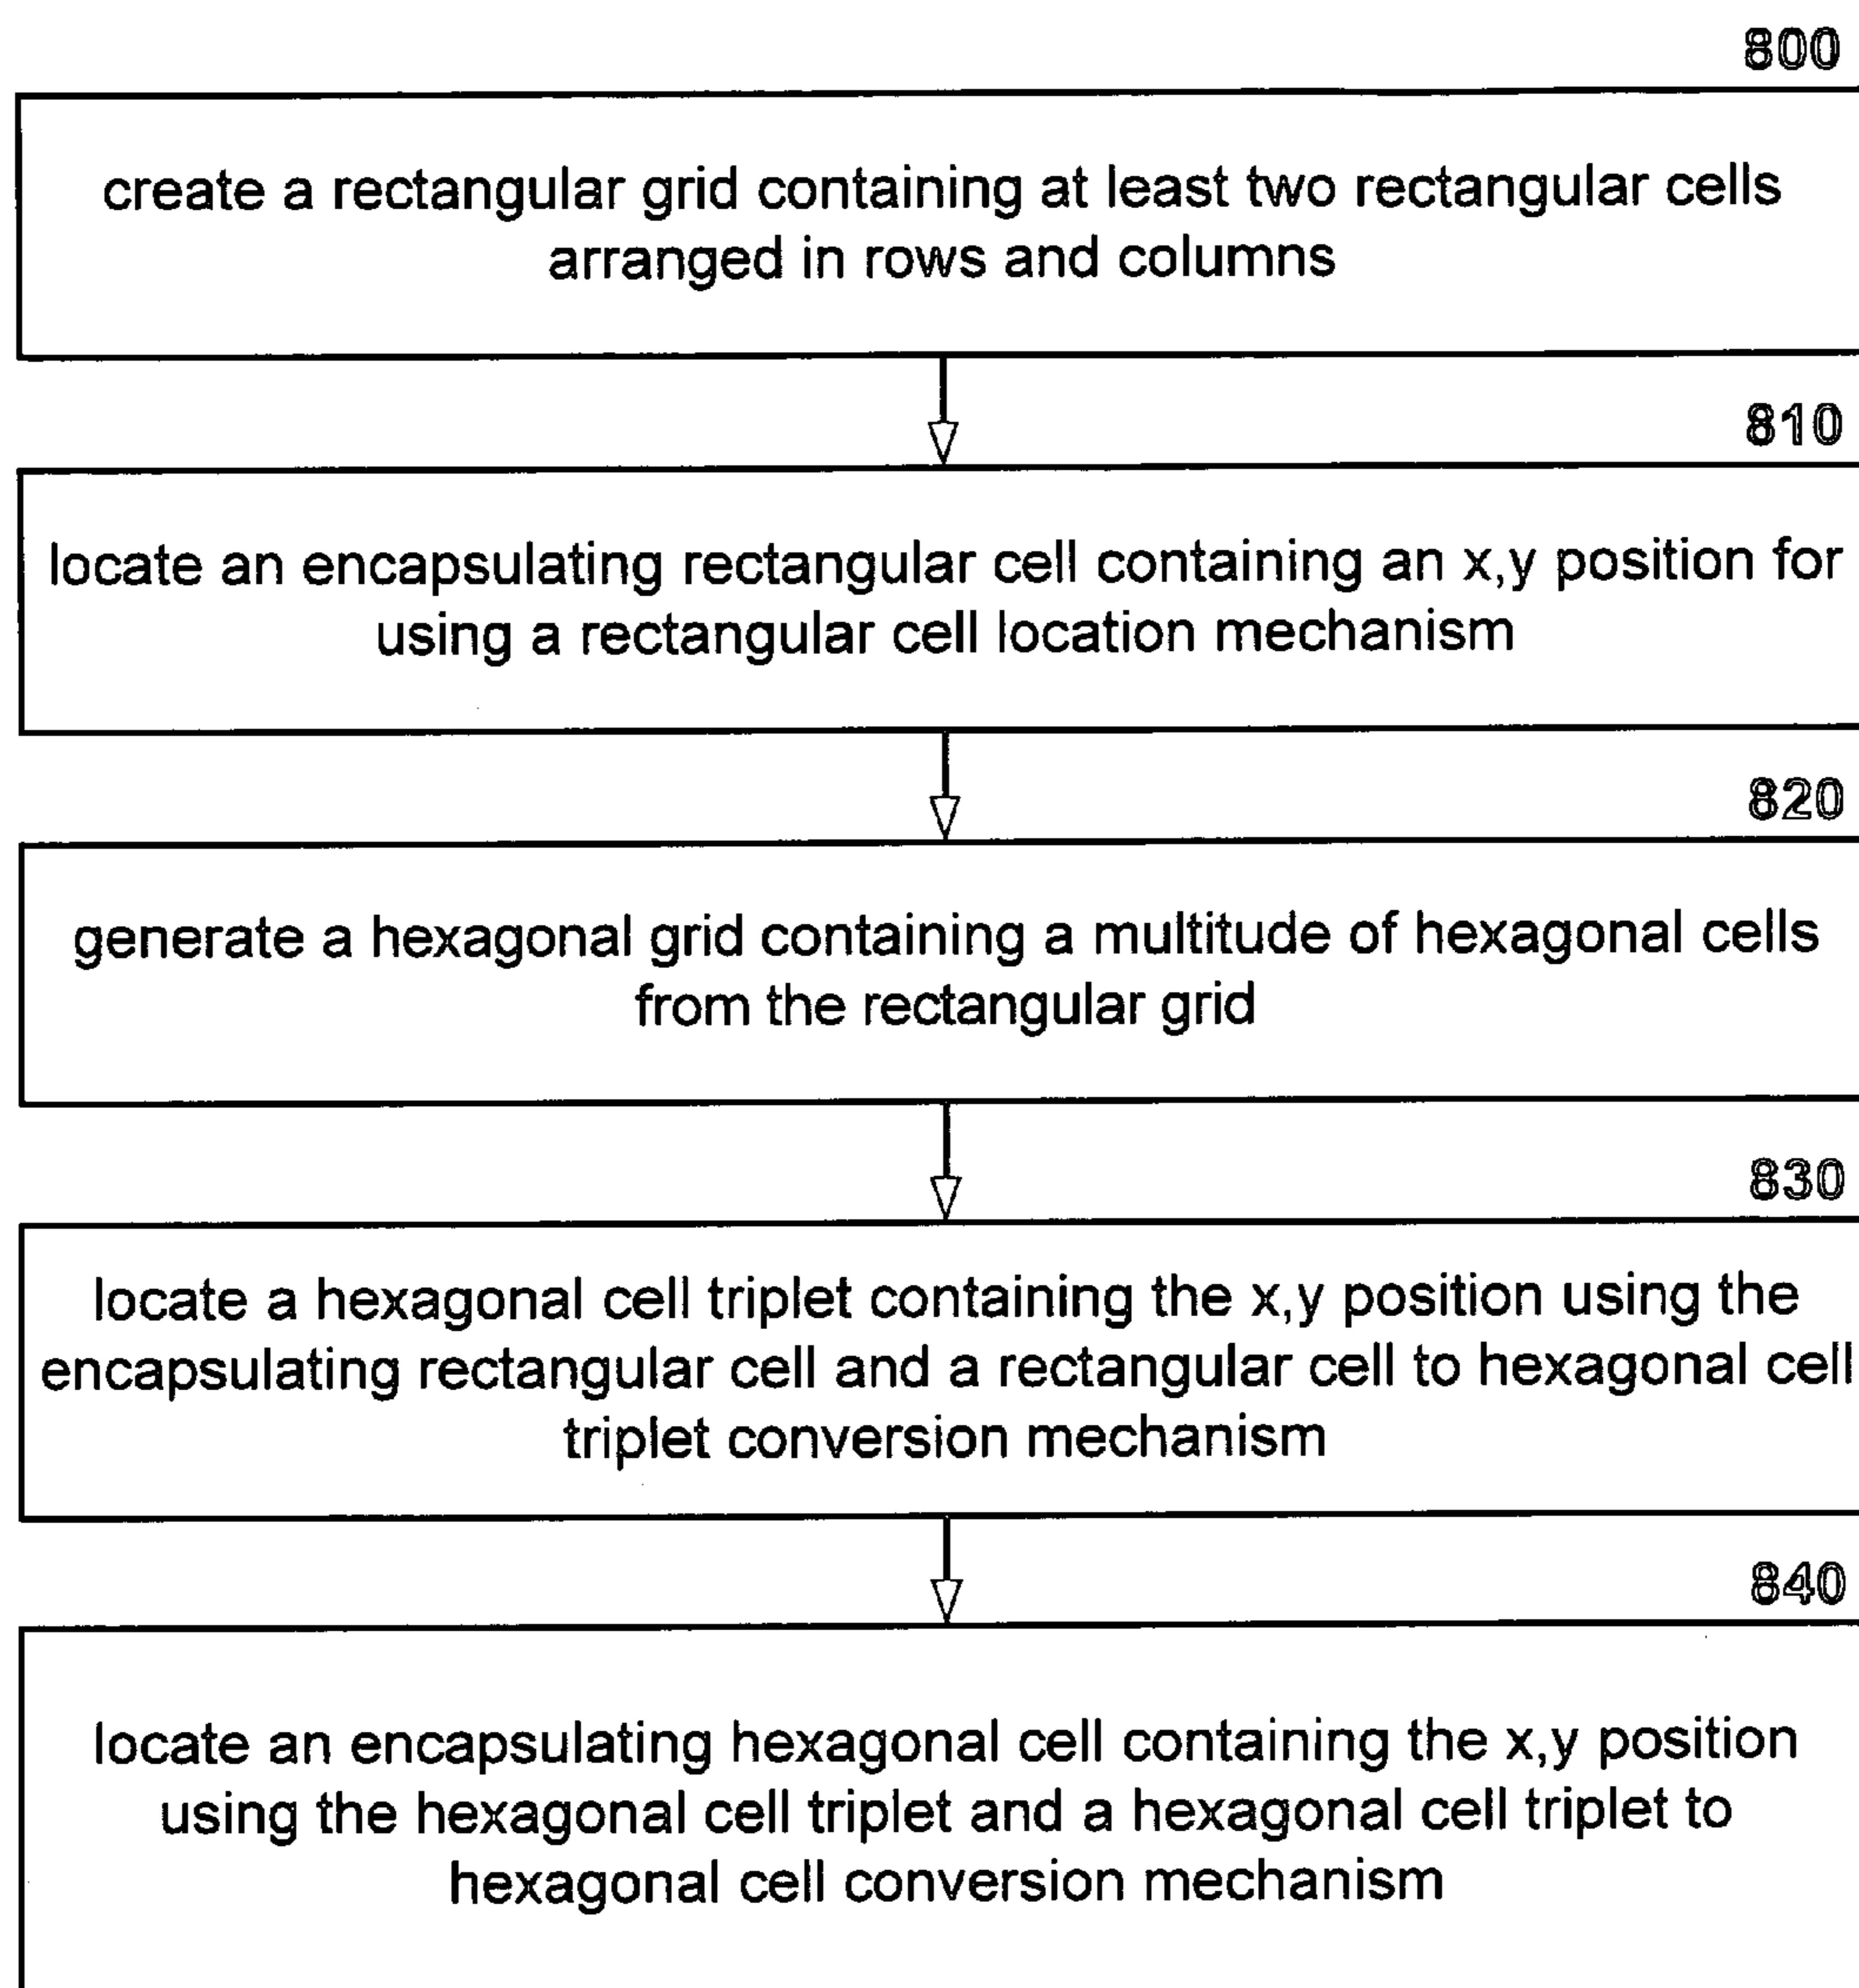 800
create a rectangular grid containing at least two rectangular cells
arranged in rows and columns
810
locate an encapsulating rectangular cell containing an x,y position for
using a rectangular cell location mechanism
820
generate a hexagonal grid containing a multitude of hexagonal cells
from the rectangular grid
830
locate a hexagonal cell triplet containing the x,y position using the
encapsulating rectangular cell and a rectangular cell to hexagonal cell
triplet conversion mechanism
840
locate an encapsulating hexagonal cell containing the x,y position
using the hexagonal cell triplet and a hexagonal cell triplet to
hexagonal cell conversion mechanism